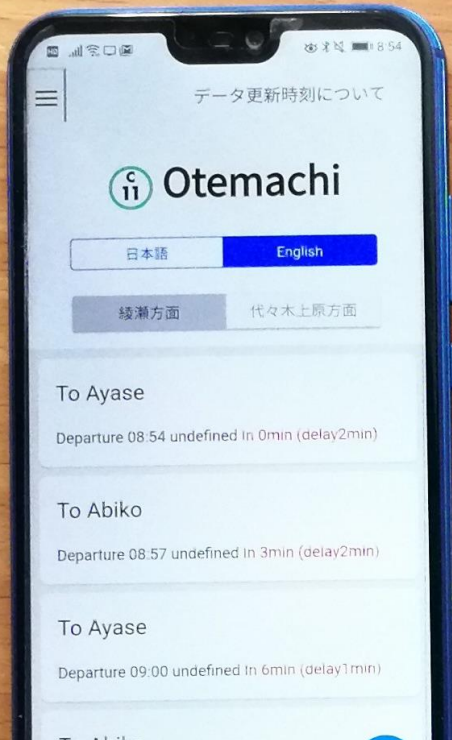 8:54
データ更新時刻について
C
11
Otemachi
日本語
English
綾瀬方面
代々木上原方面
To Ayase
Departure 08:54 undefined In 0min (delay2min)
To Abiko
Departure 08:57 undefined In 3min (delay2min)
To Ayase
Departure 09:00 undefined In 6min (delay1min)